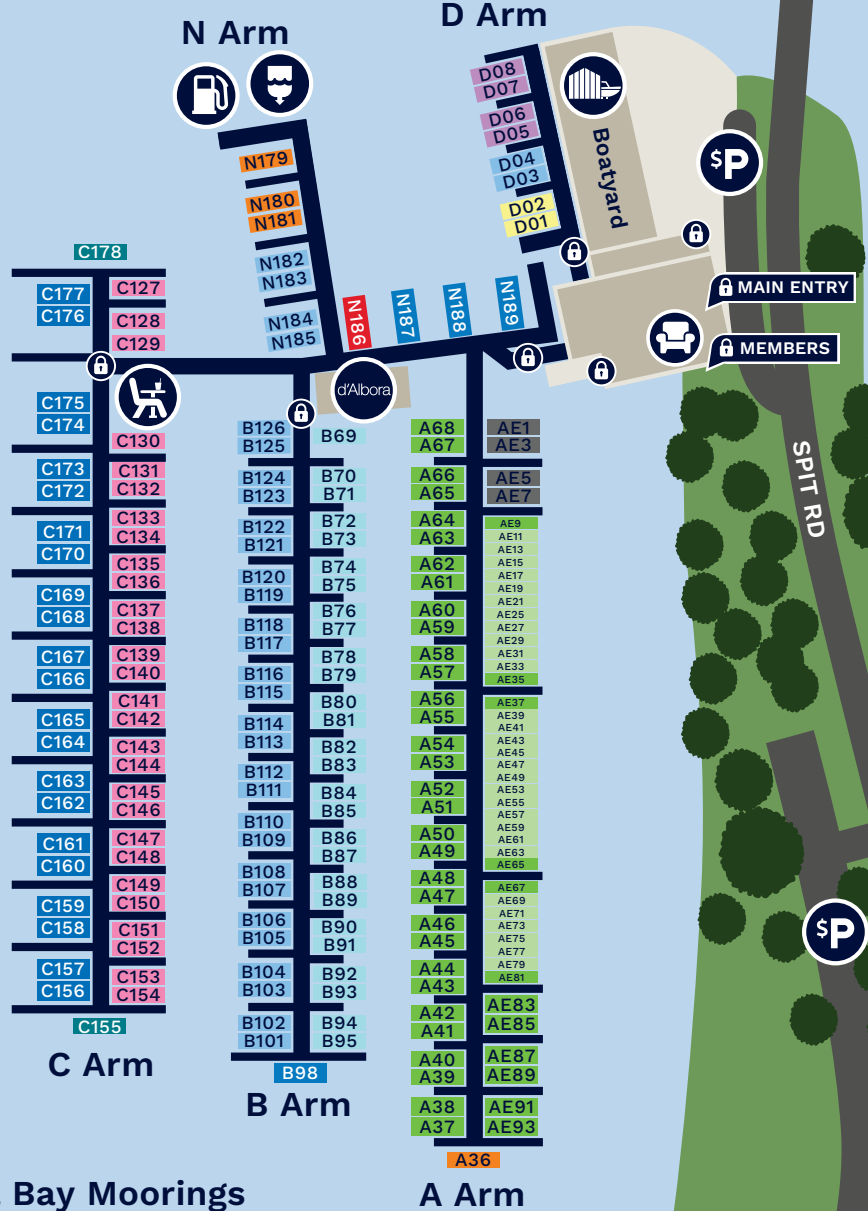 N Arm
D Arm
D08
D07
D06
D05
D04
D03
D02
D01
Boatyard
$P
N179
N180
N181
N182
N183
N184
N185
N186
N187
N188
N189
MAIN ENTRY
MEMBERS
d'Albora
SPIT RD
$P
C178
C177
C176
C175
C174
C173
C172
C171
C170
C169
C168
C167
C166
C165
C164
C163
C162
C161
C160
C159
C158
C157
C156
C127
C128
C129
C130
C131
C132
C133
C134
C135
C136
C137
C138
C139
C140
C141
C142
C143
C144
C145
C146
C147
C148
C149
C150
C151
C152
C153
C154
C155
C Arm
B126
B125
B124
B123
B122
B121
B120
B119
B118
B117
B116
B115
B114
B113
B112
B111
B110
B109
B108
B107
B106
B105
B104
B103
B102
B101
B69
B70
B71
B72
B73
B74
B75
B76
B77
B78
B79
B80
B81
B82
B83
B84
B85
B86
B87
B88
B89
B90
B91
B92
B93
B94
B95
B98
B Arm
A68
A67
A66
A65
A64
A63
A62
A61
A60
A59
A58
A57
A56
A55
A54
A53
A52
A51
A50
A49
A48
A47
A46
A45
A44
A43
A42
A41
A40
A39
A38
A37
AE1
AE3
AE5
AE7
AE9
AE11
AE13
AE15
AE17
AE19
AE21
AE25
AE27
AE29
AE31
AE33
AE35
AE37
AE39
AE41
AE43
AE45
AE47
AE49
AE53
AE55
AE57
AE59
AE61
AE63
AE65
AE67
AE69
AE71
AE73
AE75
AE77
AE79
AE81
AE83
AE85
AE87
AE89
AE91
AE93
A36
A Arm
Bay Moorings